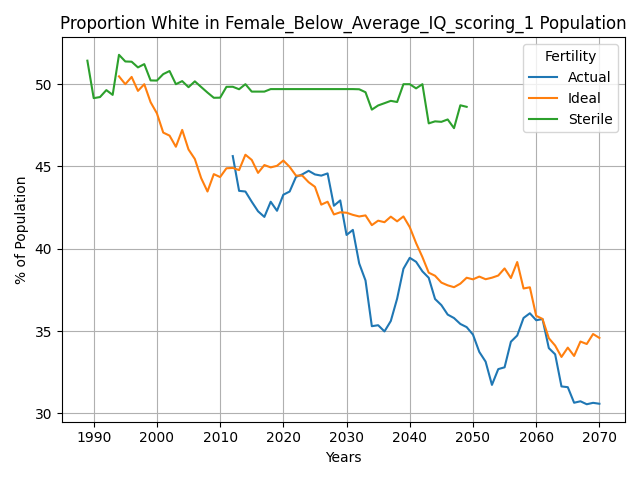 Proportion White in Female_Below_Average_IQ_scoring_1 Population
Fertility
Actual
Ideal
Sterile
% of Population
50
45
40
35
30
1990 2000 2010 2020 2030 2040 2050 2060 2070
Years